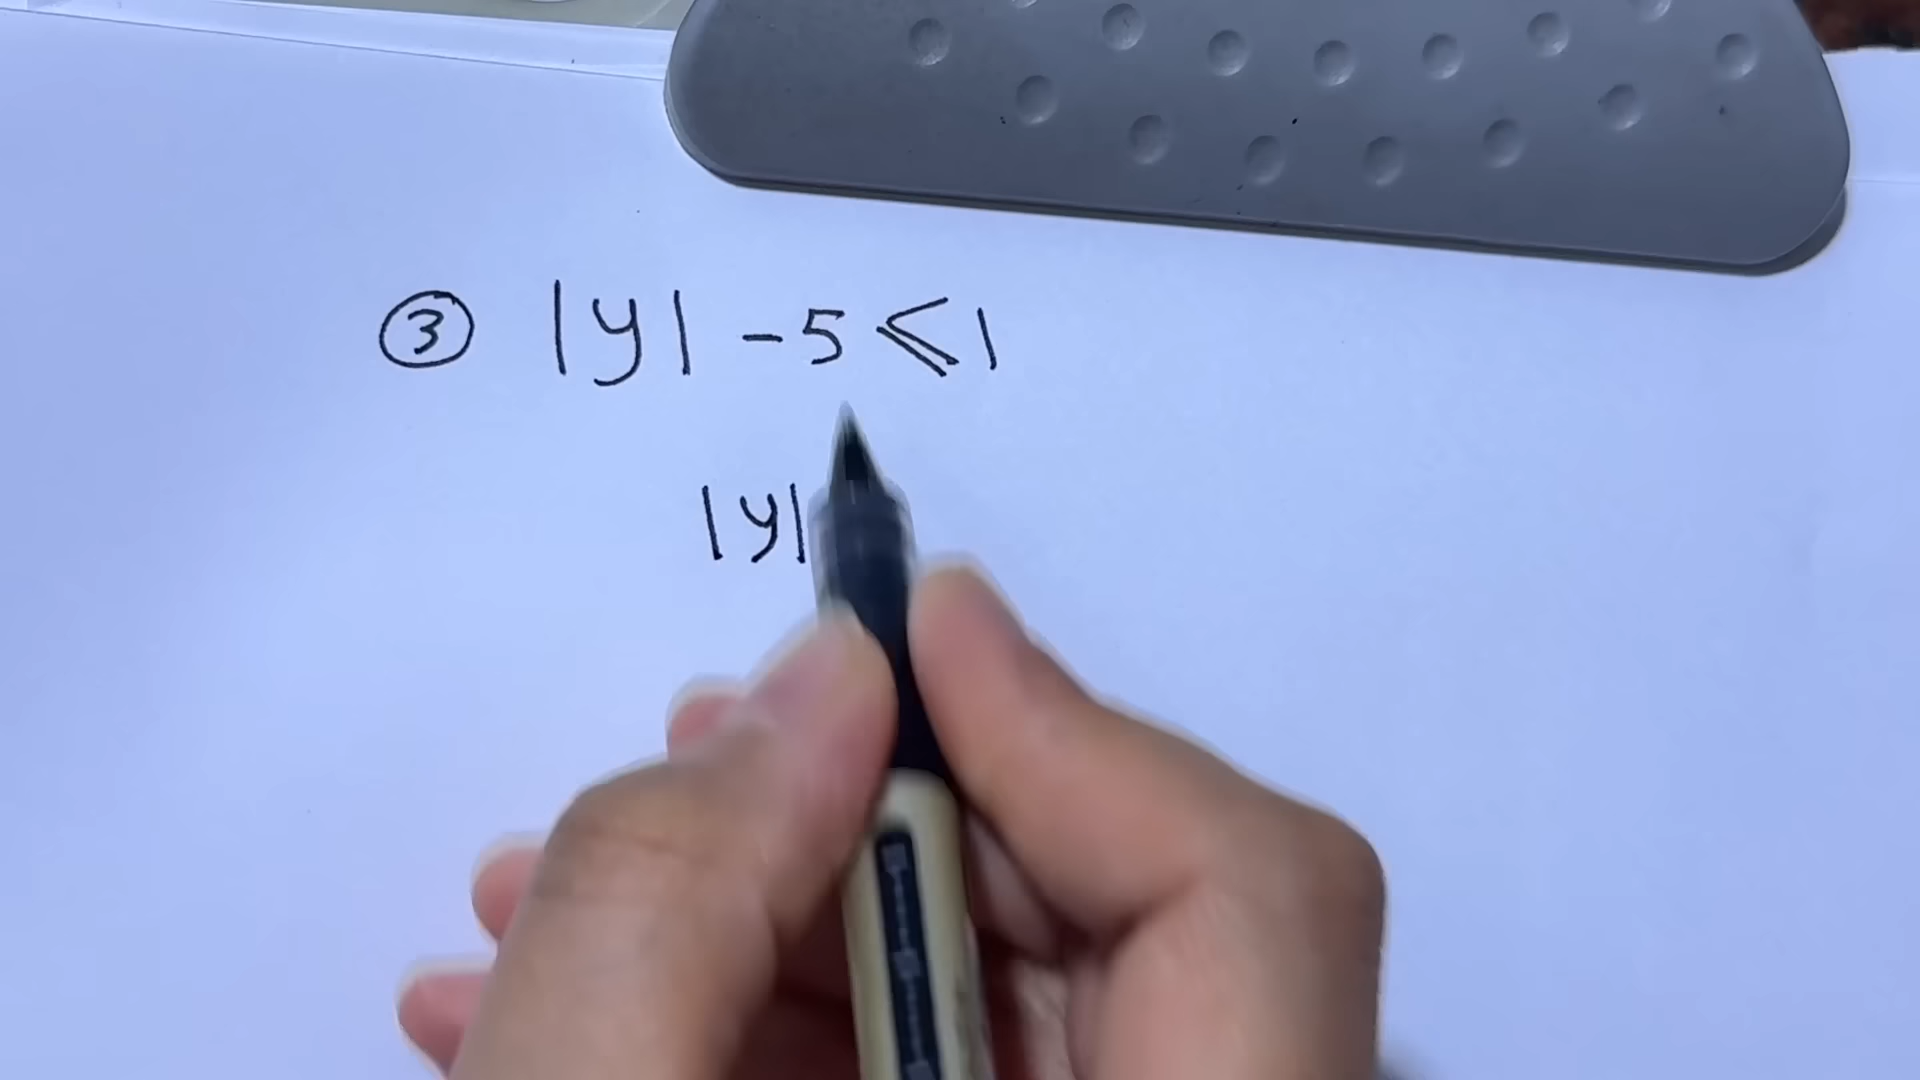 ③ |y| - 5 ⩽ 1
|y|